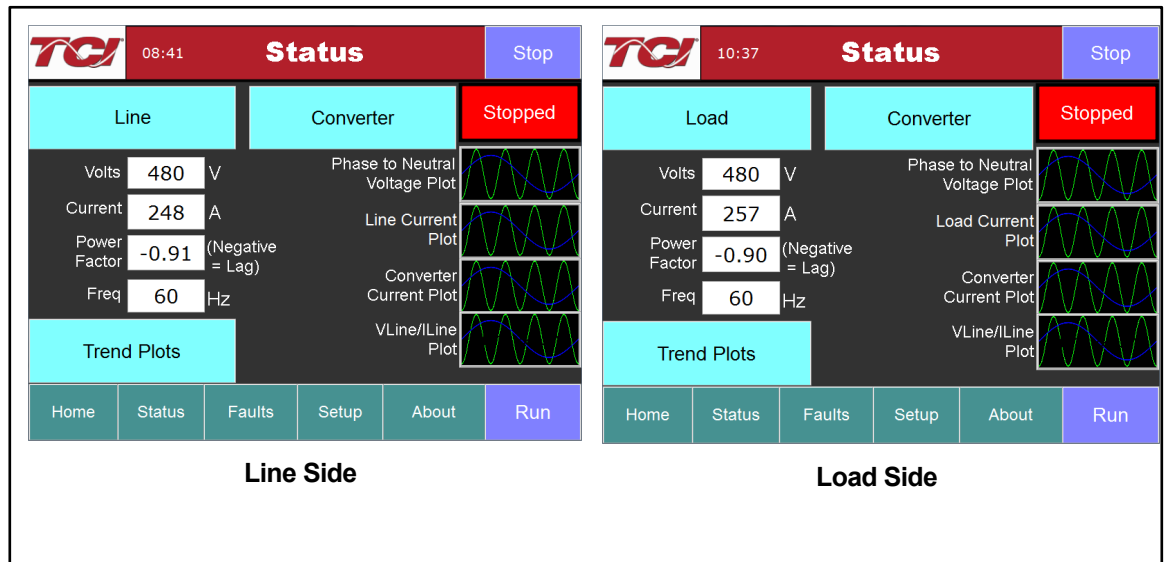 TCI 08:41 Status Stop
Line Converter Stopped
Volts 480 V
Phase to Neutral
Voltage Plot
Current 248 A
Line Current
Plot
Power
Factor -0.91 (Negative
= Lag)
Converter
Current Plot
Freq 60 Hz
VLine/ILine
Plot
Trend Plots
Home Status Faults Setup About Run
Line Side
TCI 10:37 Status Stop
Load Converter Stopped
Volts 480 V
Phase to Neutral
Voltage Plot
Current 257 A
Load Current
Plot
Power
Factor -0.90 (Negative
= Lag)
Converter
Current Plot
Freq 60 Hz
VLine/ILine
Plot
Trend Plots
Home Status Faults Setup About Run
Load Side